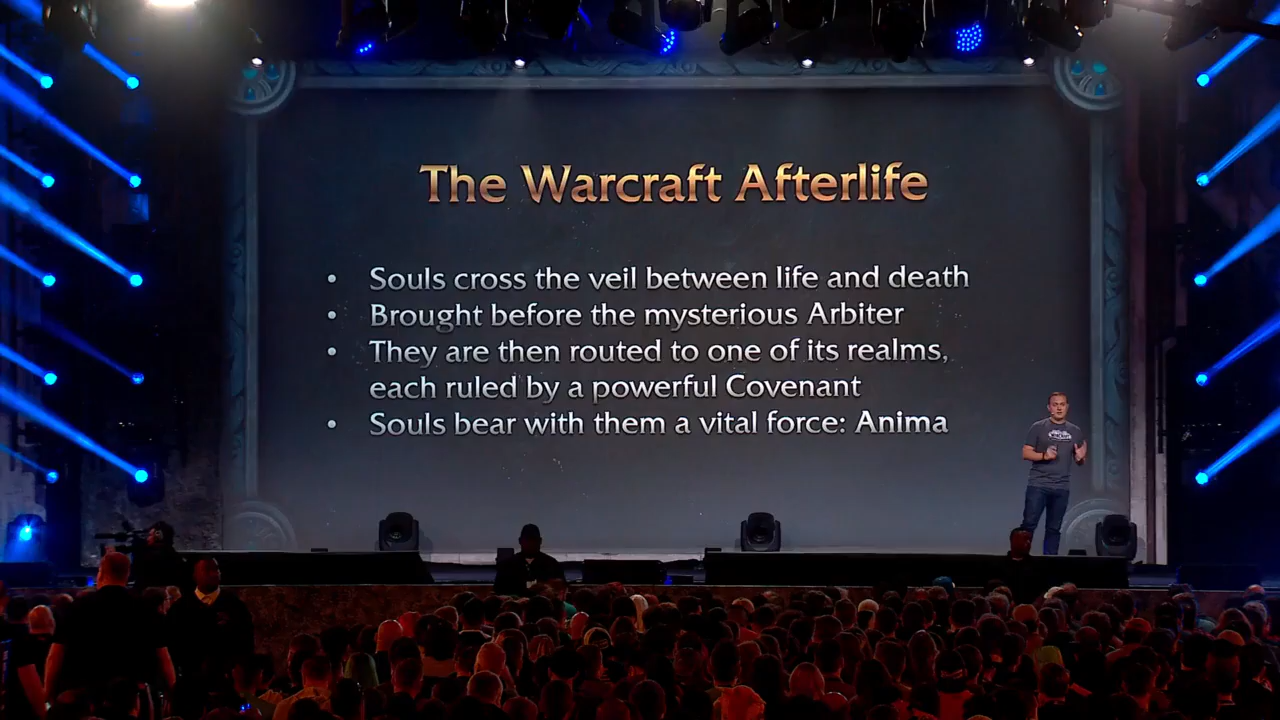 The Warcraft Afterlife
• Souls cross the veil between life and death
• Brought before the mysterious Arbiter
• They are then routed to one of its realms,
each ruled by a powerful Covenant
• Souls bear with them a vital force: Anima